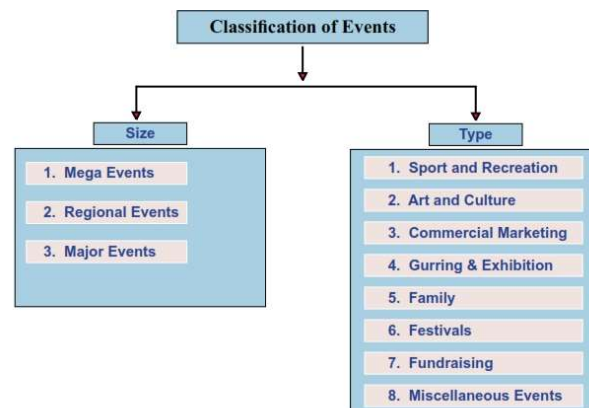 Classification of Events
Size
1. Mega Events
2. Regional Events
3. Major Events
Type
1. Sport and Recreation
2. Art and Culture
3. Commercial Marketing
4. Gurring & Exhibition
5. Family
6. Festivals
7. Fundraising
8. Miscellaneous Events